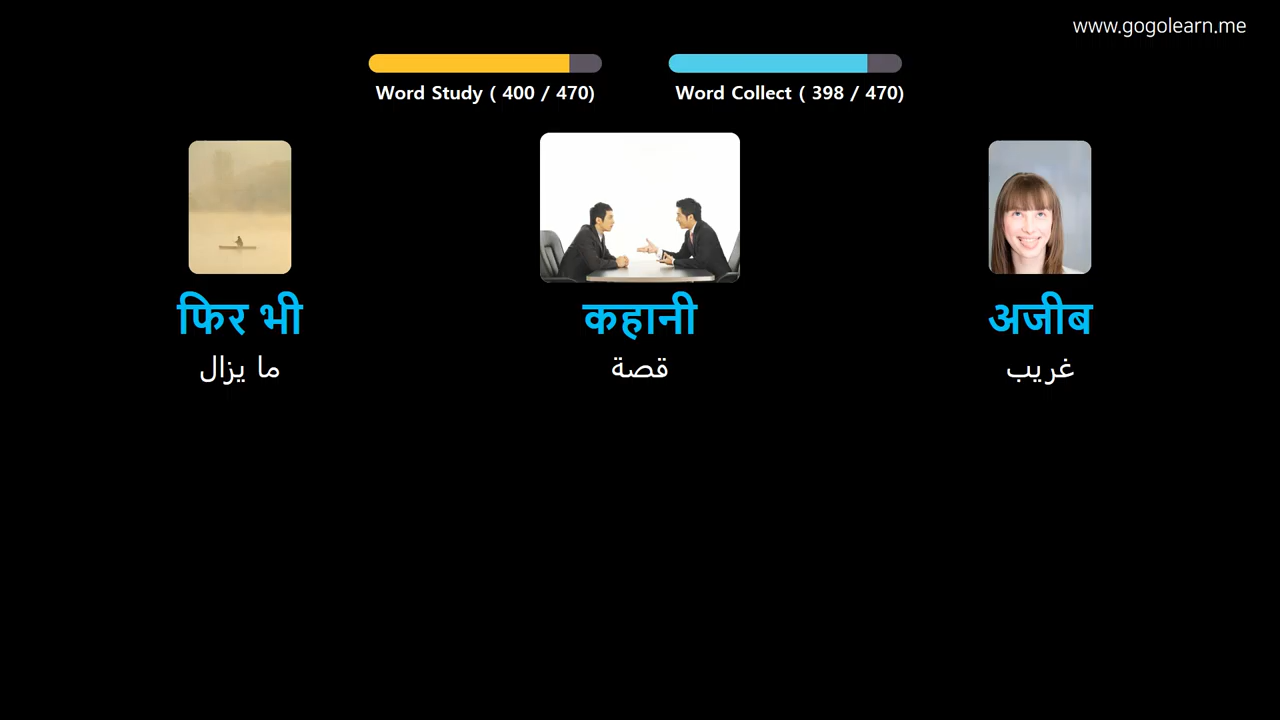 www.gogolearn.me
Word Study ( 400 / 470)
Word Collect ( 398 / 470)
फिर भी
कहानी
अजीब
ما يزال
قصة
غريب